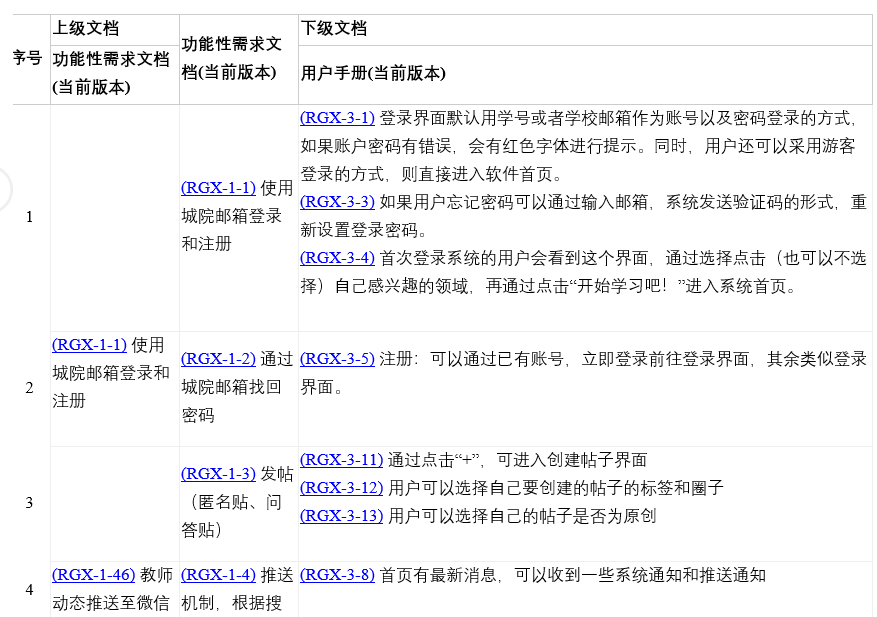 序号
上级文档
功能性需求文档
(当前版本)
功能性需求文
档(当前版本)
下级文档
用户手册(当前版本)
1
(RGX-1-1) 使用
城院邮箱登录
和注册
(RGX-3-1) 登录界面默认用学号或者学校邮箱作为账号以及密码登录的方式，
如果账户密码有错误，会有红色字体进行提示。同时，用户还可以采用游客
登录的方式，则直接进入软件首页。
(RGX-3-3) 如果用户忘记密码可以通过输入邮箱，系统发送验证码的形式，重
新设置登录密码。
(RGX-3-4) 首次登录系统的用户会看到这个界面，通过选择点击（也可以不选
择）自己感兴趣的领域，再通过点击“开始学习吧！”进入系统首页。
2
(RGX-1-1) 使用
城院邮箱登录和
注册
(RGX-1-2) 通过
城院邮箱找回
密码
(RGX-3-5) 注册：可以通过已有账号，立即登录前往登录界面，其余类似登录
界面。
3
(RGX-1-3) 发帖
（匿名贴、问
答贴）
(RGX-3-11) 通过点击“+”，可进入创建帖子界面
(RGX-3-12) 用户可以选择自己要创建的帖子的标签和圈子
(RGX-3-13) 用户可以选择自己的帖子是否为原创
4
(RGX-1-46) 教师
动态推送至微信
(RGX-1-4) 推送
机制，根据搜
(RGX-3-8) 首页有最新消息，可以收到一些系统通知和推送通知